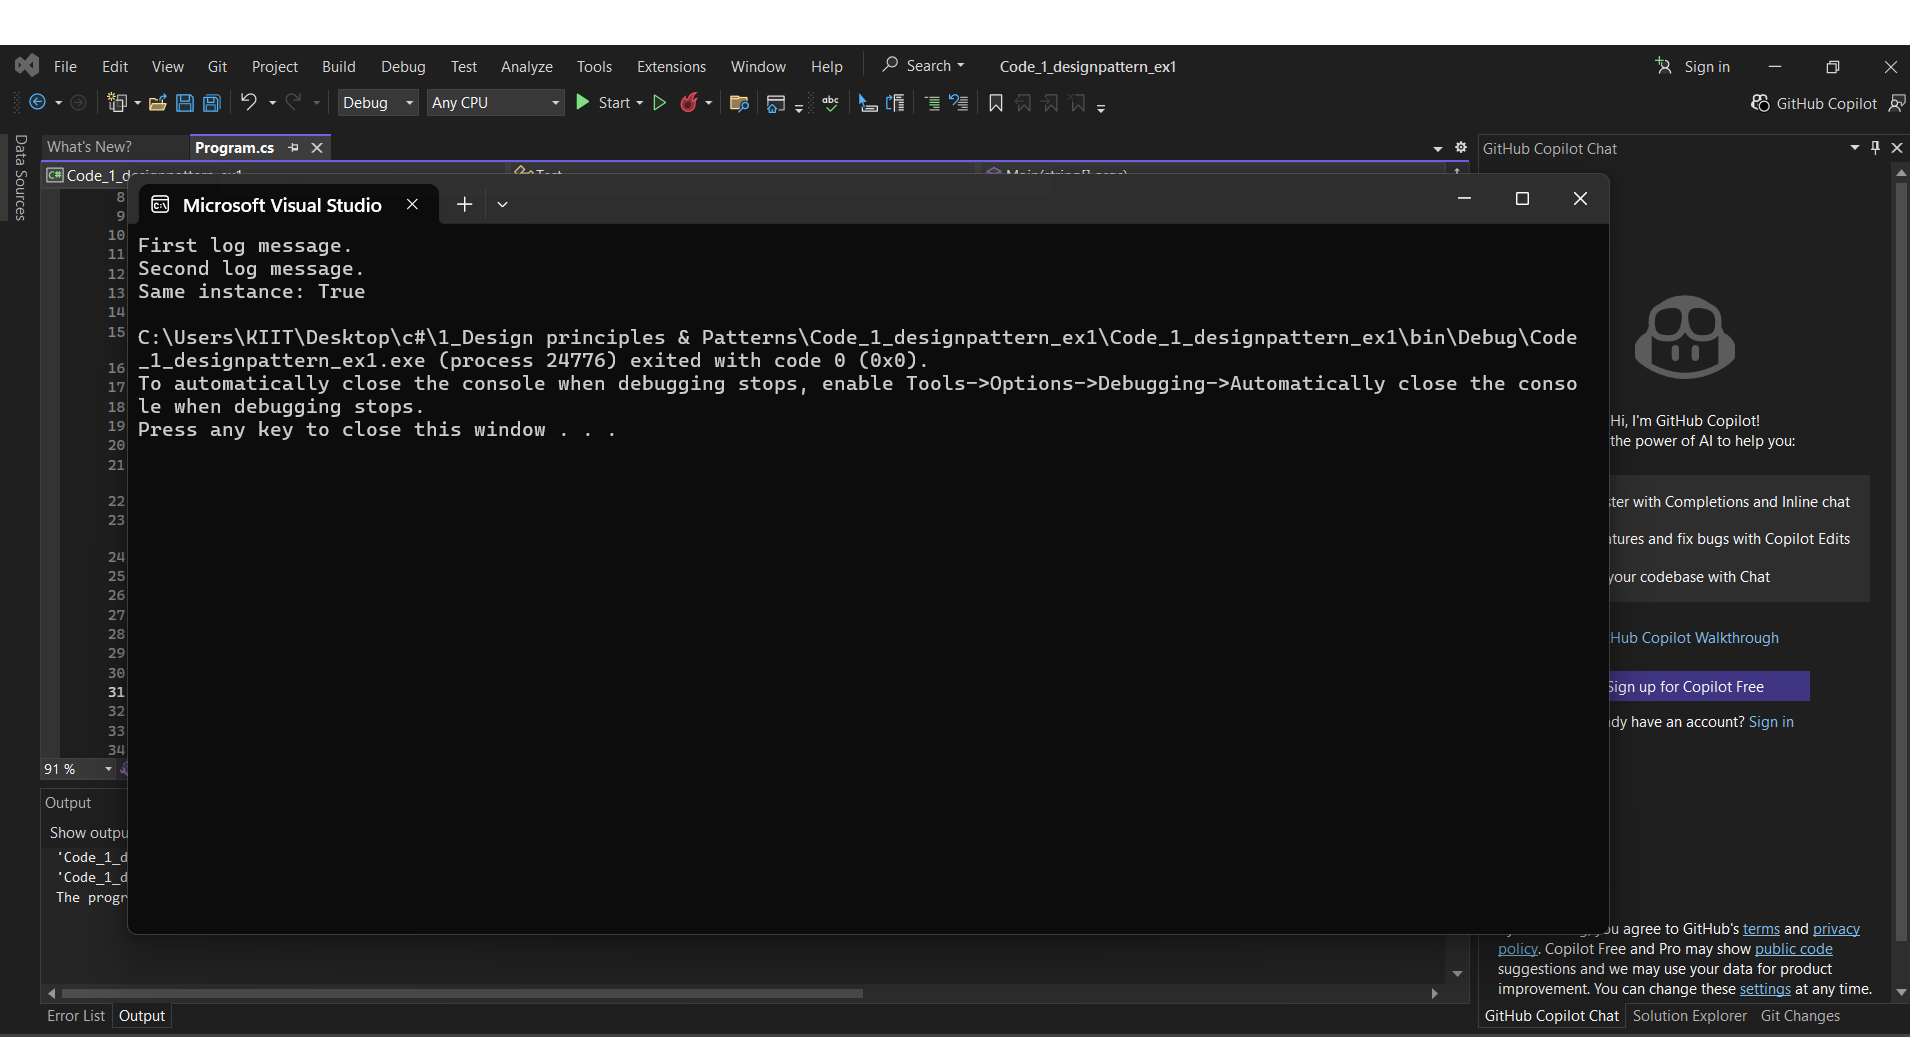 File Edit View Git Project Build Debug Test Analyze Tools Extensions Window Help Search Code_1_designpattern_ex1 Sign in
Debug Any CPU Start GitHub Copilot
Data Sources
What's New? Program.cs
GitHub Copilot Chat
C# Code_1_designpattern_ex1 Test Main(string[] args)
Microsoft Visual Studio
8
9
10
11
12
13
14
15
16
17
18
19
20
21
22
23
24
25
26
27
28
29
30
31
32
33
34
First log message.
Second log message.
Same instance: True
C:\Users\KIIT\Desktop\c#\1_Design principles & Patterns\Code_1_designpattern_ex1\Code_1_designpattern_ex1\bin\Debug\Code
_1_designpattern_ex1.exe (process 24776) exited with code 0 (0x0).
To automatically close the console when debugging stops, enable Tools->Options->Debugging->Automatically close the conso
le when debugging stops.
Press any key to close this window . . .
91 %
Output
Show outpu
'Code_1_d
'Code_1_d
The progr
Error List Output
Hi, I'm GitHub Copilot!
the power of AI to help you:
ter with Completions and Inline chat
tures and fix bugs with Copilot Edits
your codebase with Chat
Hub Copilot Walkthrough
Sign up for Copilot Free
dy have an account? Sign in
u agree to GitHub's terms and privacy
policy. Copilot Free and Pro may show public code
suggestions and we may use your data for product
improvement. You can change these settings at any time.
GitHub Copilot Chat Solution Explorer Git Changes